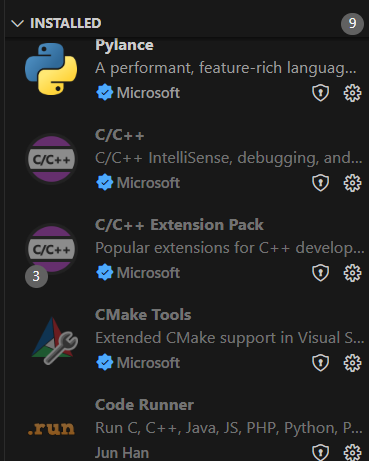 INSTALLED 9
Pylance
A performant, feature-rich languag...
Microsoft
C/C++
C/C++
C/C++ IntelliSense, debugging, and...
Microsoft
C/C++ Extension Pack
C/C++
Popular extensions for C++ develop...
3
Microsoft
CMake Tools
Extended CMake support in Visual S...
Microsoft
Code Runner
.run
Run C, C++, Java, JS, PHP, Python, P...
Jun Han